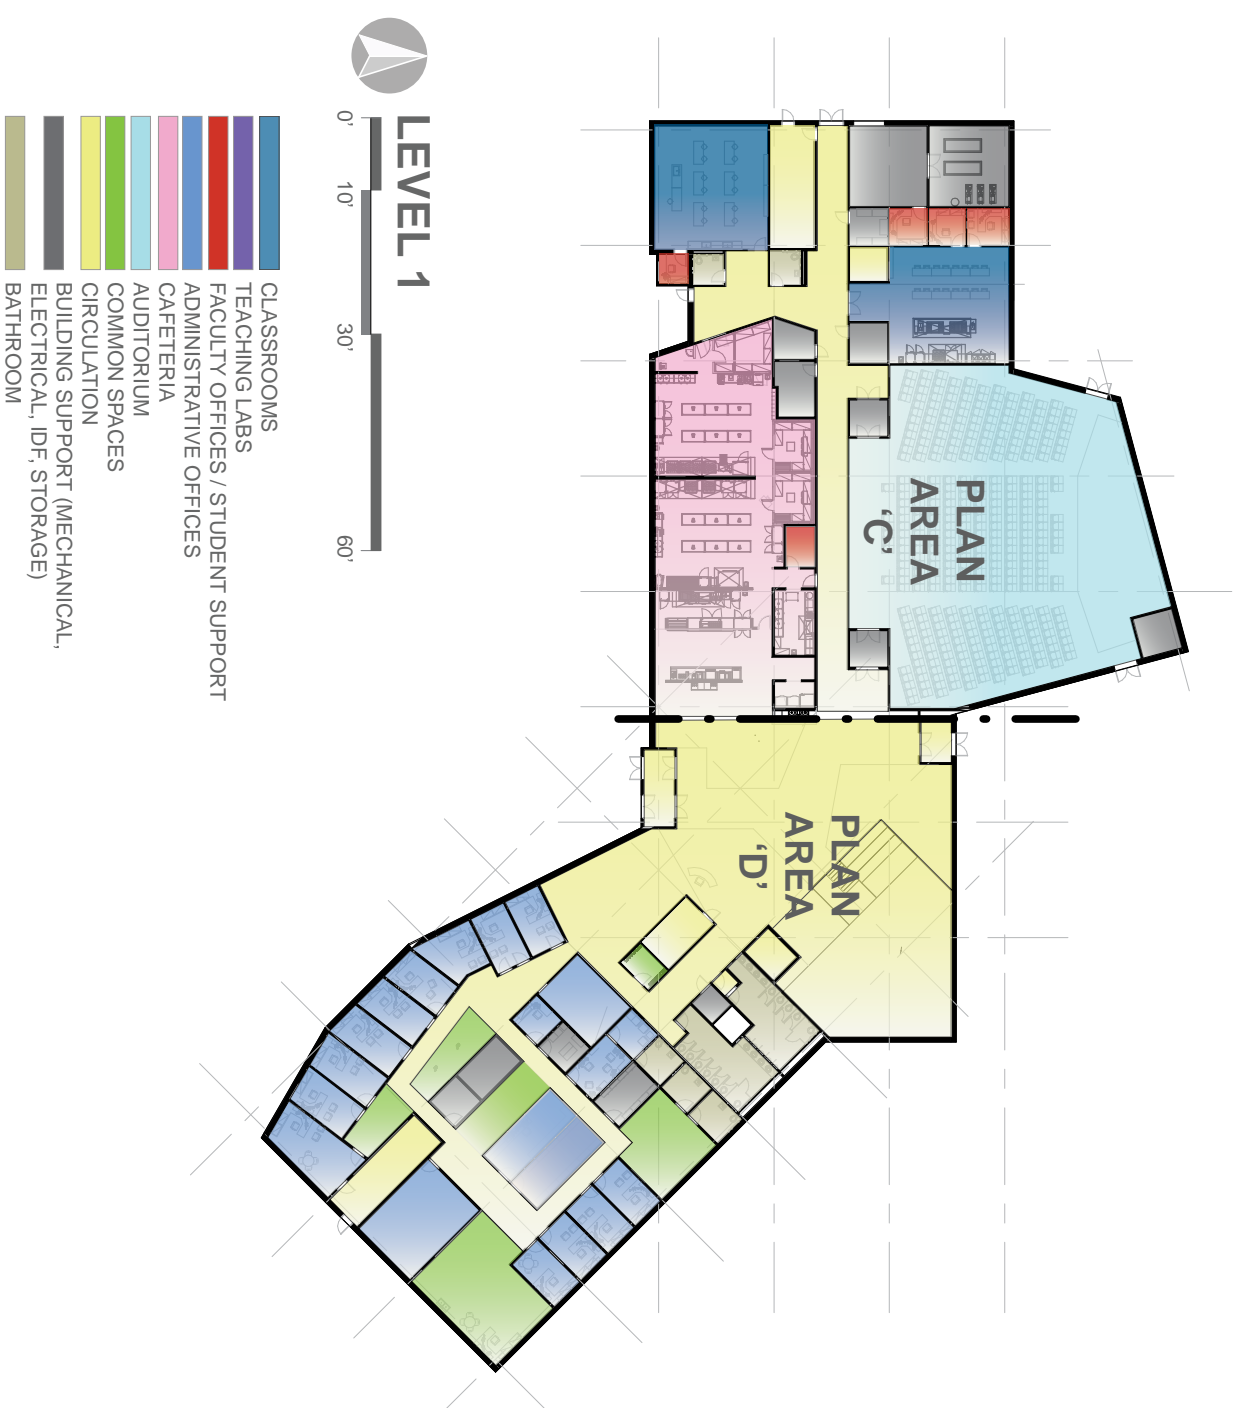 LEVEL 1
0' 10' 30' 60'
CLASSROOMS
TEACHING LABS
FACULTY OFFICES / STUDENT SUPPORT
ADMINISTRATIVE OFFICES
CAFETERIA
AUDITORIUM
COMMON SPACES
CIRCULATION
BUILDING SUPPORT (MECHANICAL,
ELECTRICAL, IDF, STORAGE)
BATHROOM
PLAN
AREA
‘C’
PLAN
AREA
‘D’